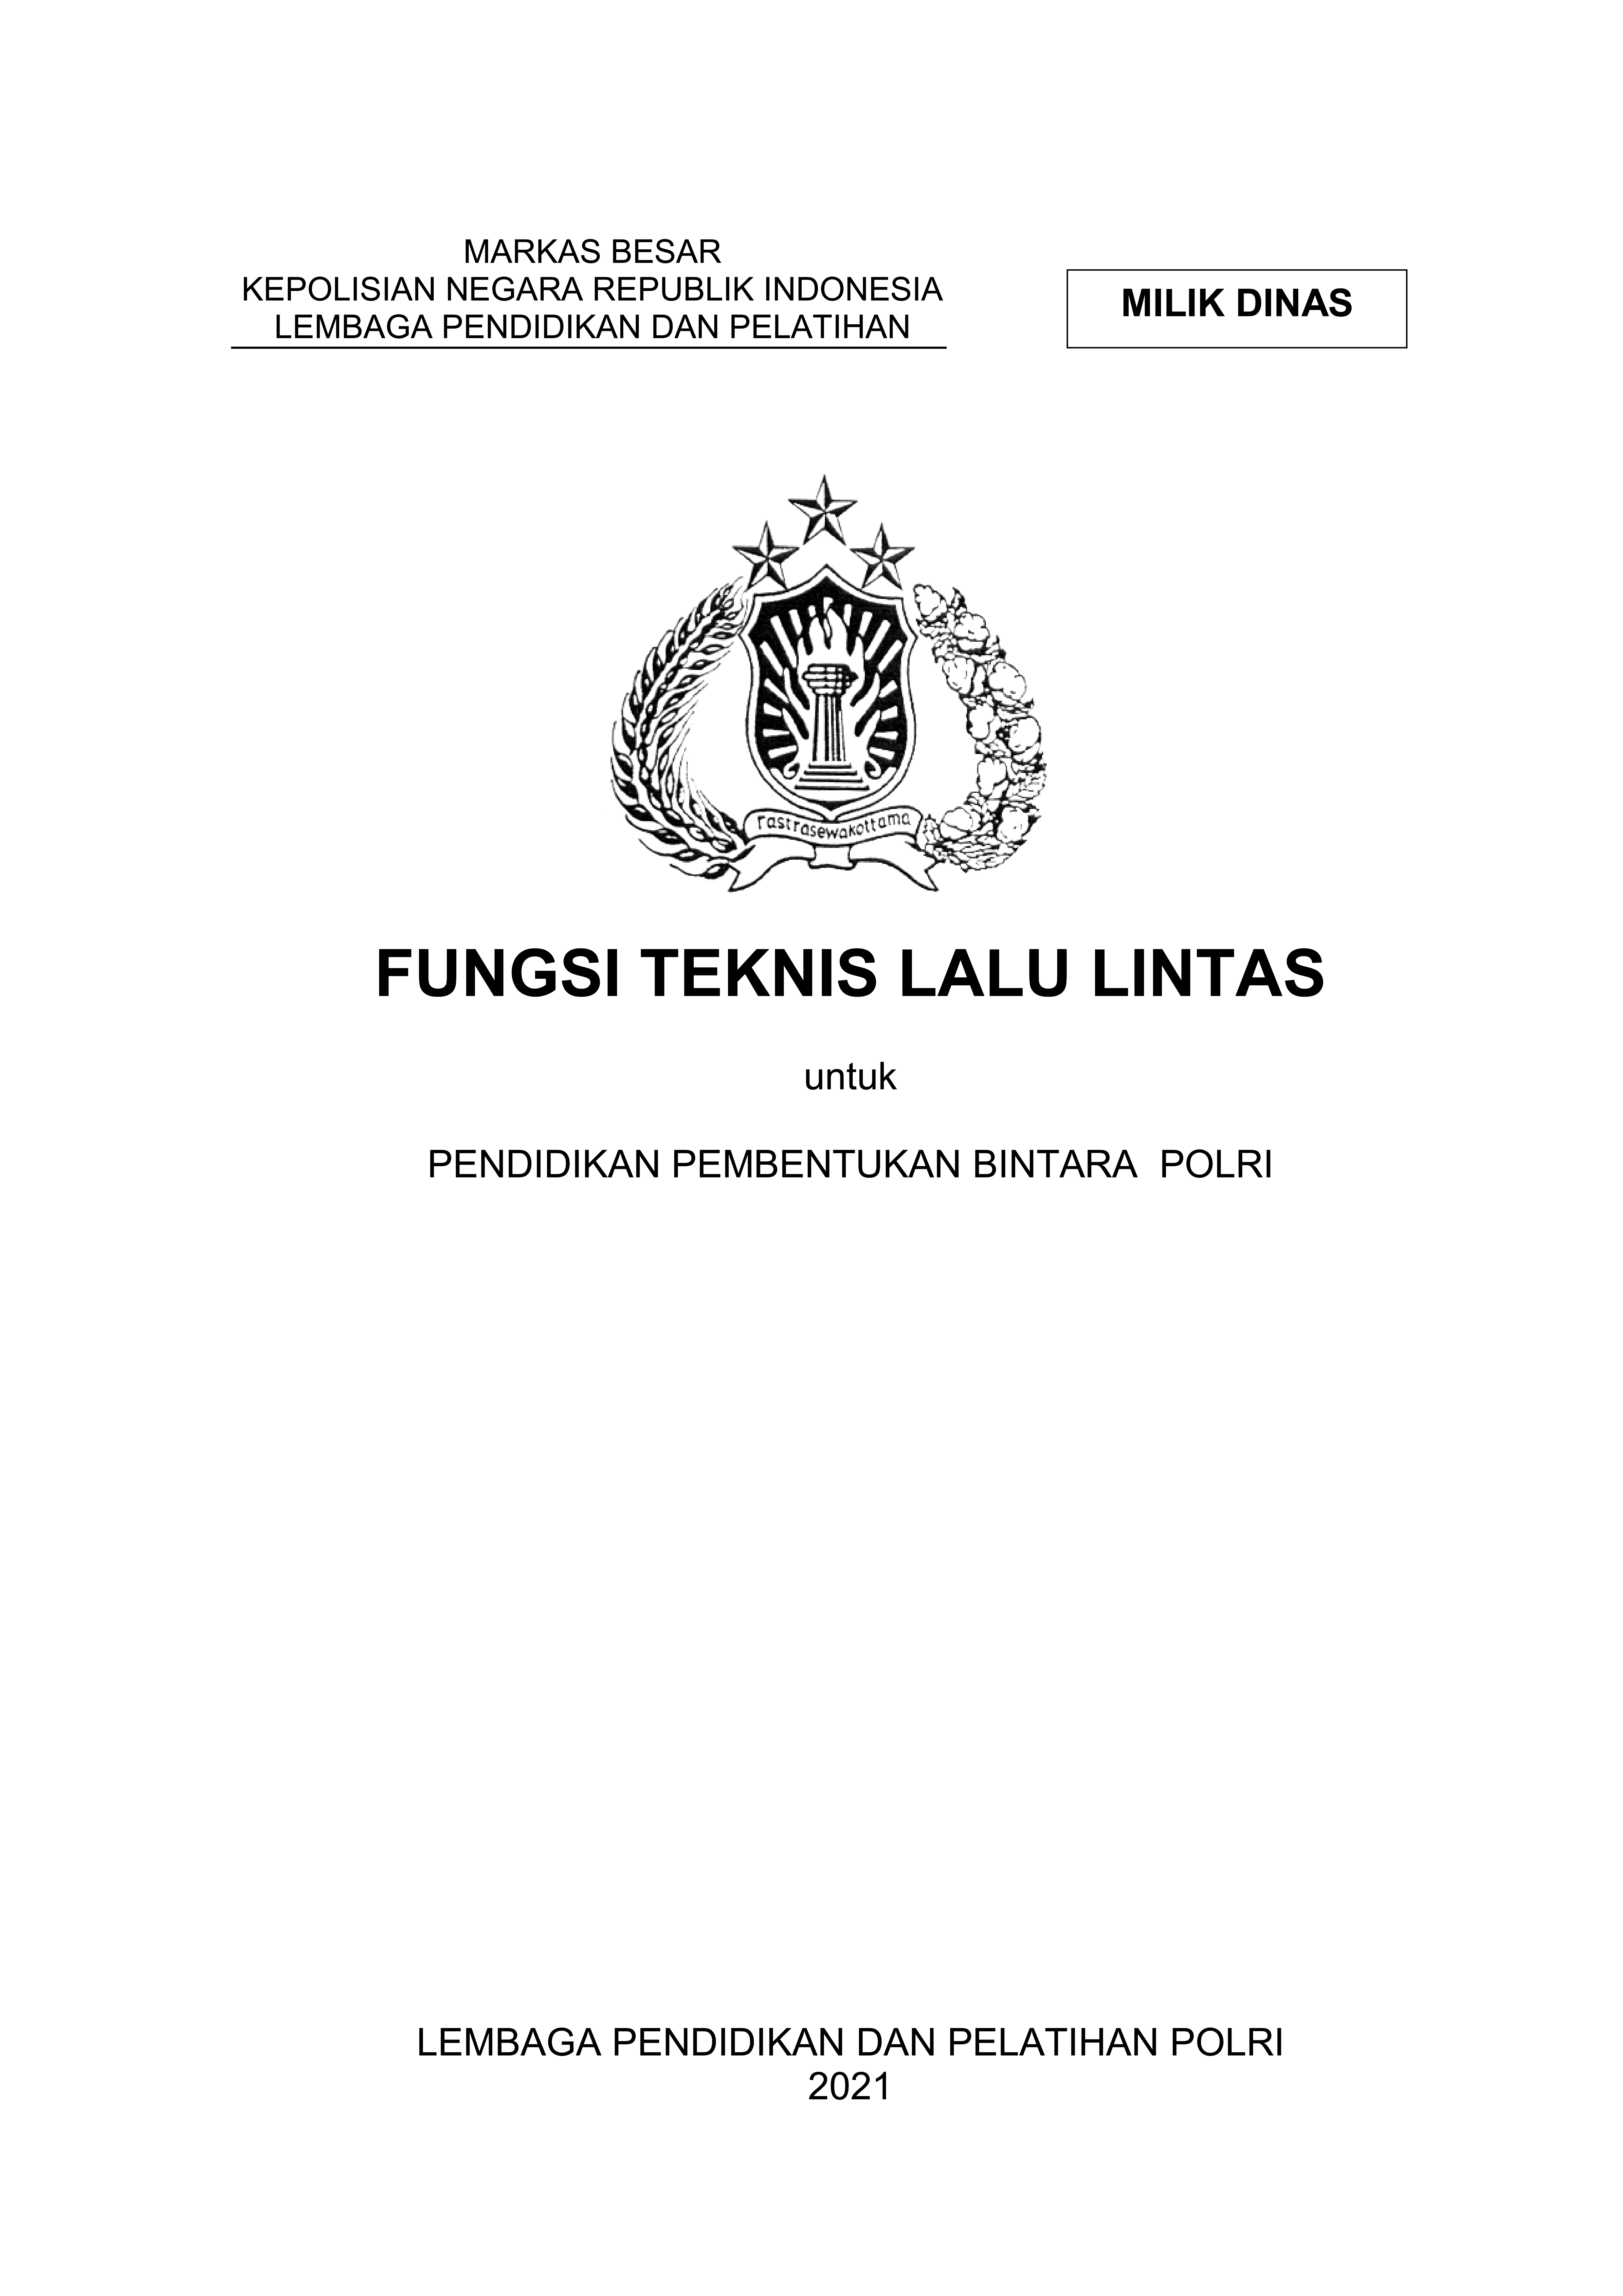 MARKAS BESAR
KEPOLISIAN NEGARA REPUBLIK INDONESIA
LEMBAGA PENDIDIKAN DAN PELATIHAN
MILIK DINAS
rastrasewakottama
FUNGSI TEKNIS LALU LINTAS
untuk
PENDIDIKAN PEMBENTUKAN BINTARA  POLRI
LEMBAGA PENDIDIKAN DAN PELATIHAN POLRI
2021